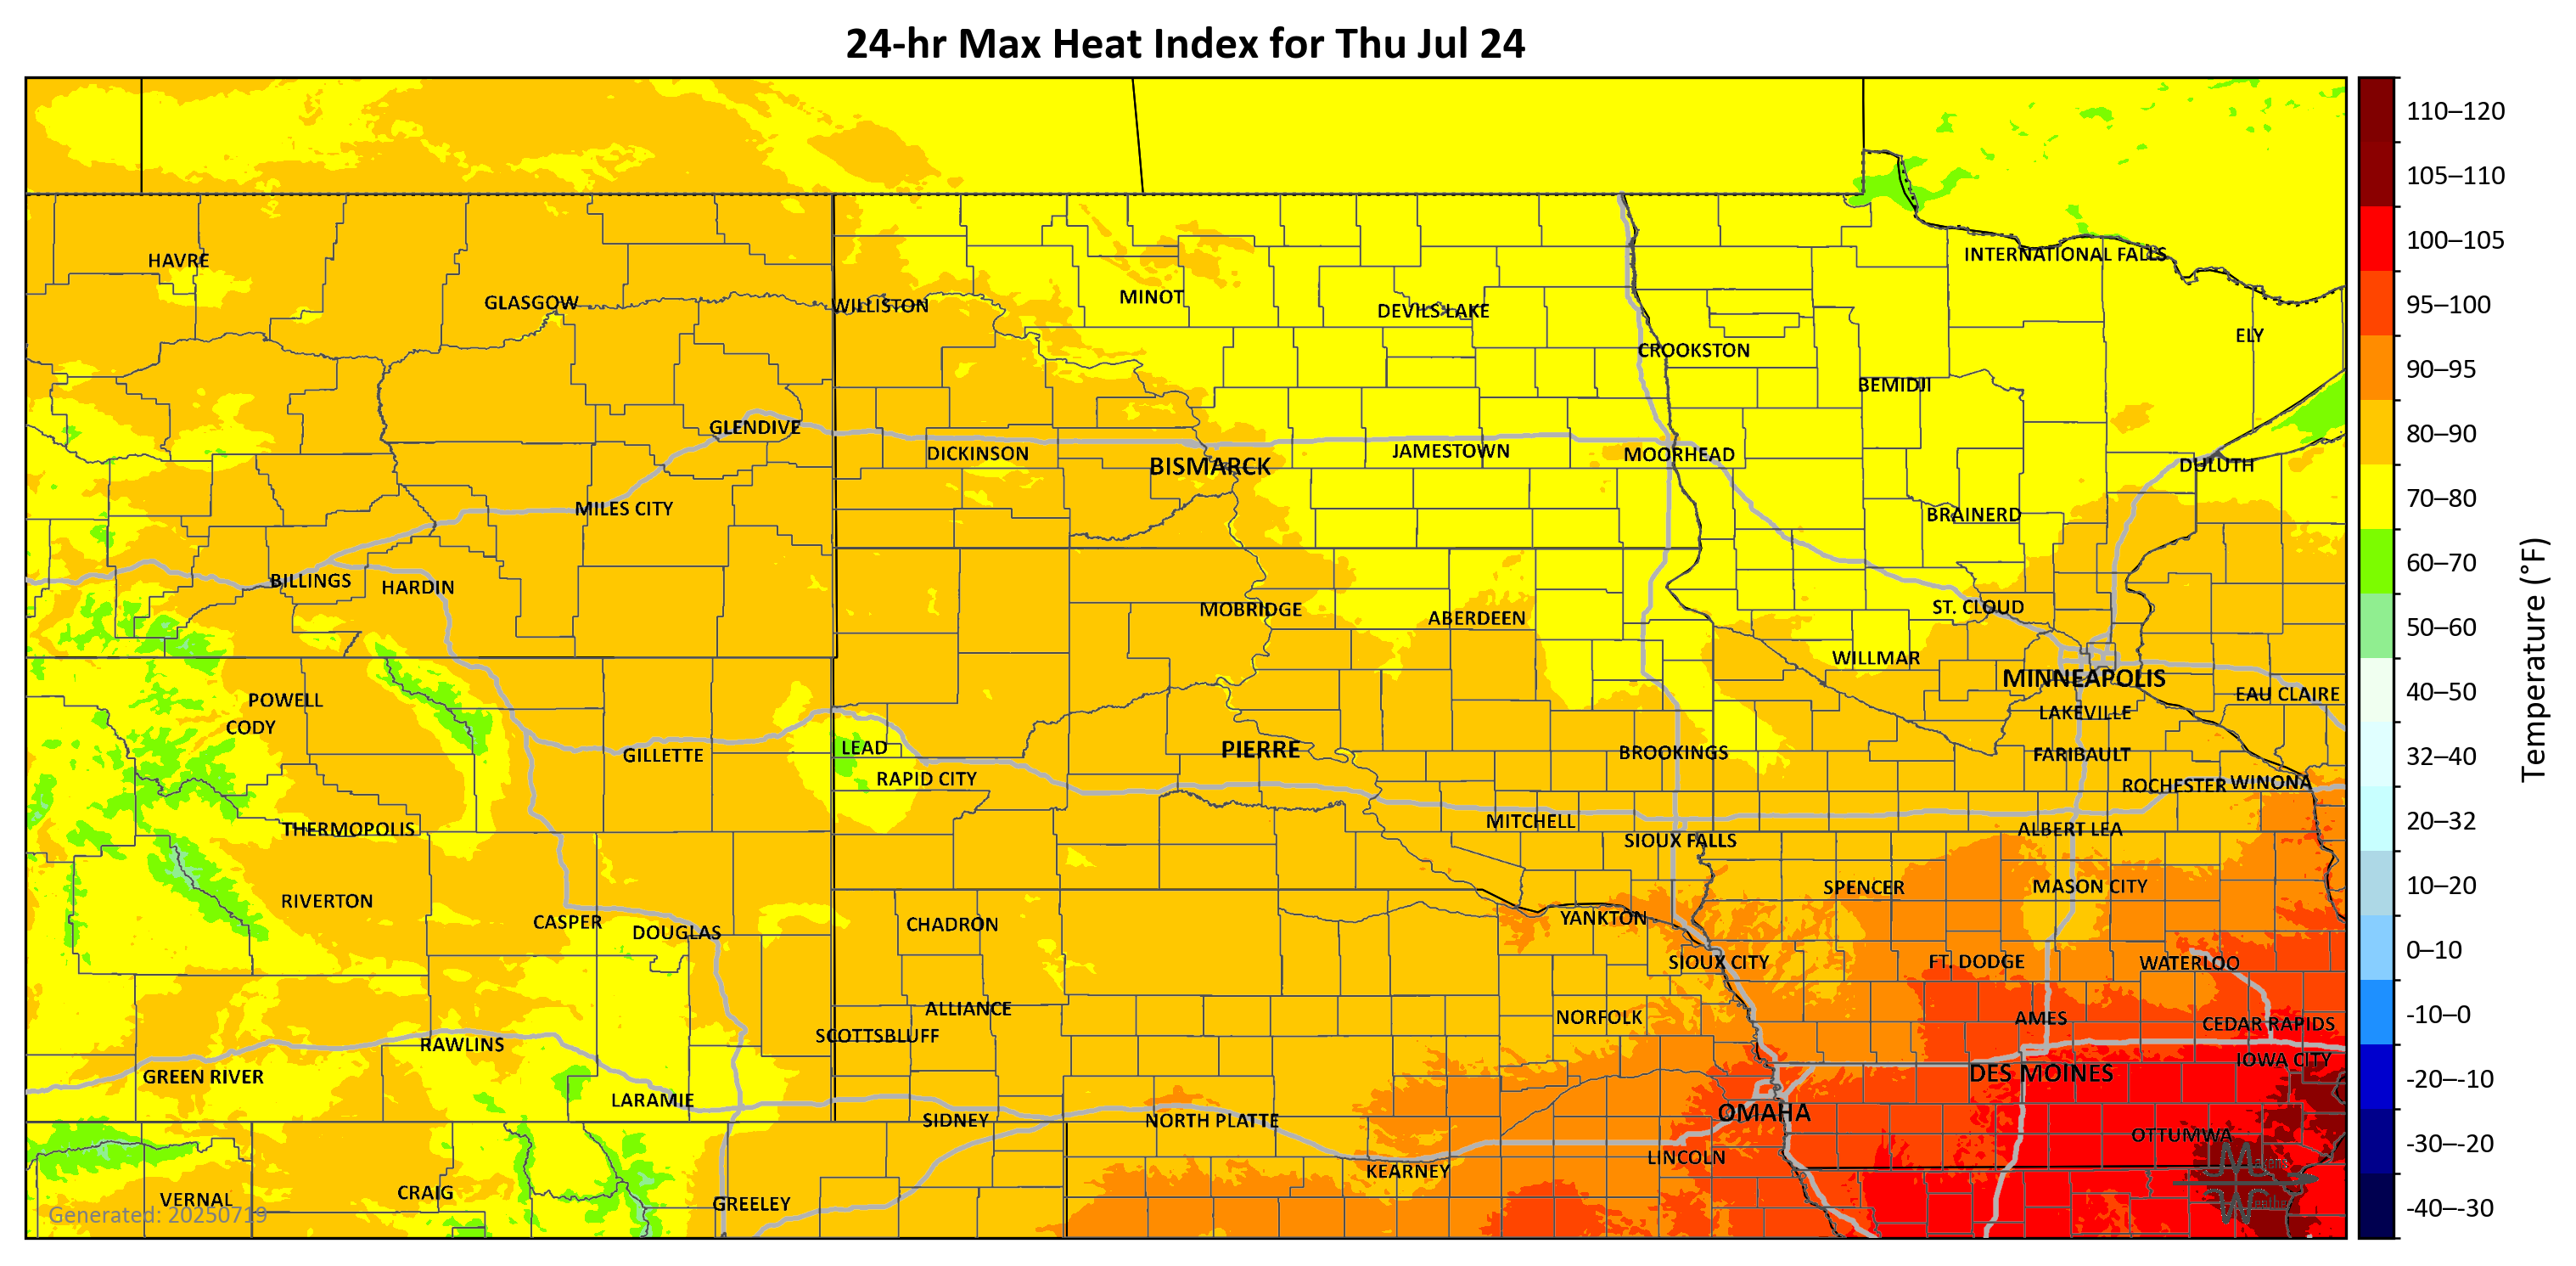 24-hr Max Heat Index for Thu Jul 24
110–120
105–110
INTERNATIONAL FALLS
100–105
HAVRE
MINOT
GLASGOW
WILLISTON
95–100
DEVILS LAKE
ELY
CROOKSTON
90–95
BEMIDJI
GLENDIVE
80–90
DICKINSON
JAMESTOWN
MOORHEAD
BISMARCK
DULUTH
70–80
MILES CITY
BRAINERD
60–70
BILLINGS
HARDIN
MOBRIDGE
ABERDEEN
ST. CLOUD
50–60
WILLMAR
MINNEAPOLIS
Temperature (°F)
POWELL
EAU CLAIRE
40–50
LAKEVILLE
CODY
LEAD
PIERRE
GILLETTE
BROOKINGS
FARIBAULT
32–40
RAPID CITY
ROCHESTER
WINONA
THERMOPOLIS
MITCHELL
ALBERT LEA
20–32
SIOUX FALLS
SPENCER
MASON CITY
10–20
RIVERTON
CASPER
DOUGLAS
CHADRON
YANKTON
SIOUX CITY
FT. DODGE
WATERLOO
0–10
ALLIANCE
NORFOLK
AMES
CEDAR RAPIDS
-10–0
SCOTTSBLUFF
RAWLINS
IOWA CITY
GREEN RIVER
DES MOINES
-20–-10
LARAMIE
OMAHA
SIDNEY
NORTH PLATTE
OTTUMWA
-30–-20
LINCOLN
KEARNEY
VERNAL
CRAIG
GREELEY
-40–-30
Generated: 20250719
M
W